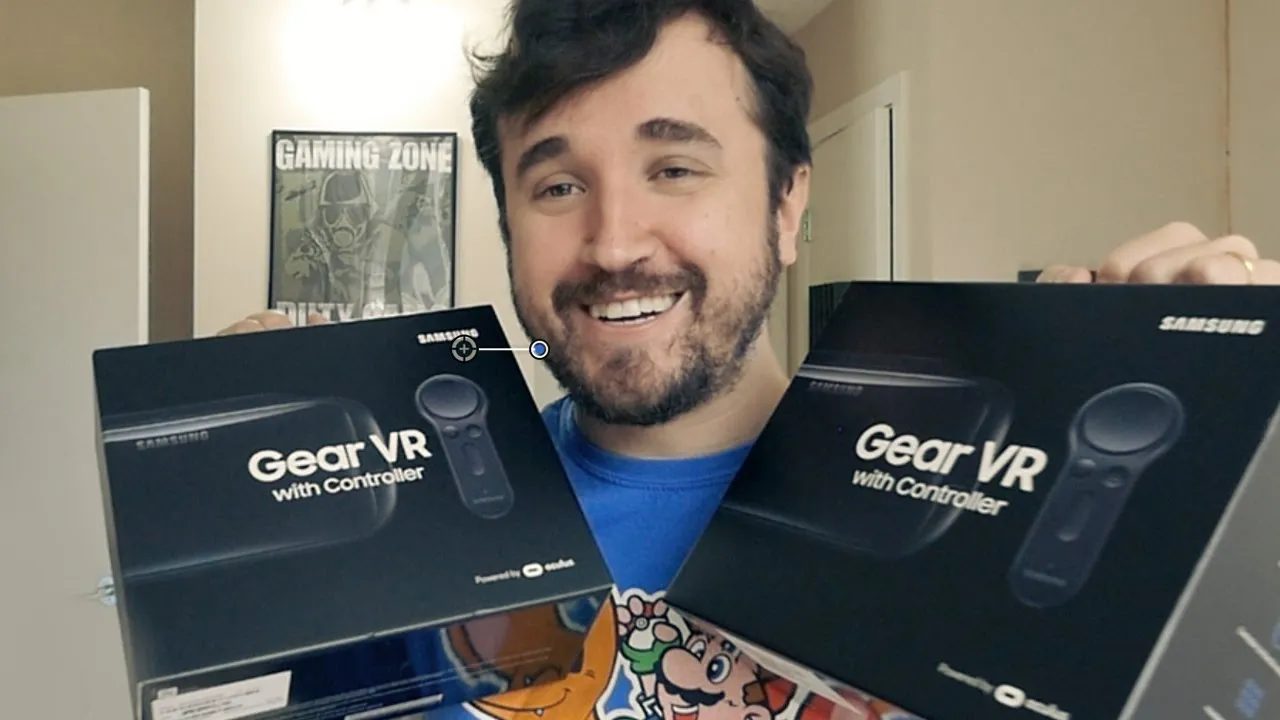 GAMING ZONE
SAMSUNG
SAMSUNG
Gear VR
with Controller
Powered by oculus
SAMSUNG
SAMSUNG
Gear VR
with Controller
Powered by oculus